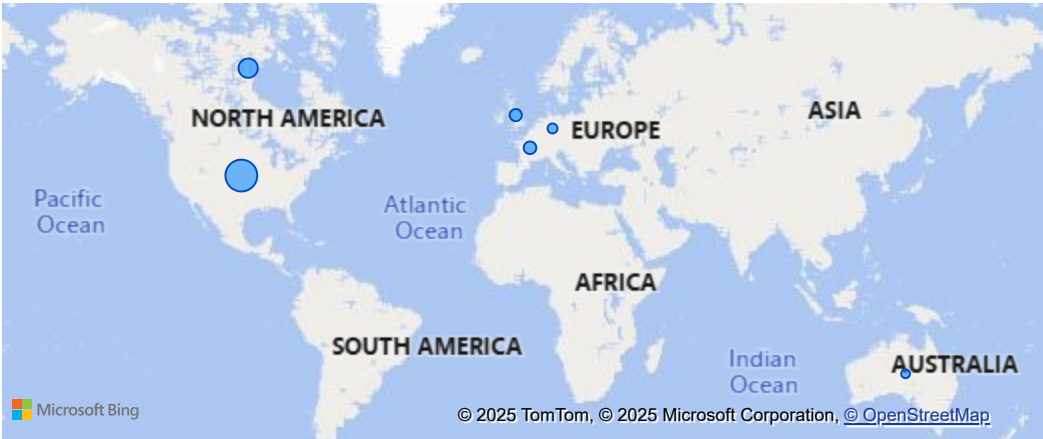 NORTH AMERICA
ASIA
EUROPE
Pacific
Ocean
Atlantic
Ocean
AFRICA
SOUTH AMERICA
Indian
Ocean
AUSTRALIA
Microsoft Bing
© 2025 TomTom, © 2025 Microsoft Corporation, © OpenStreetMap